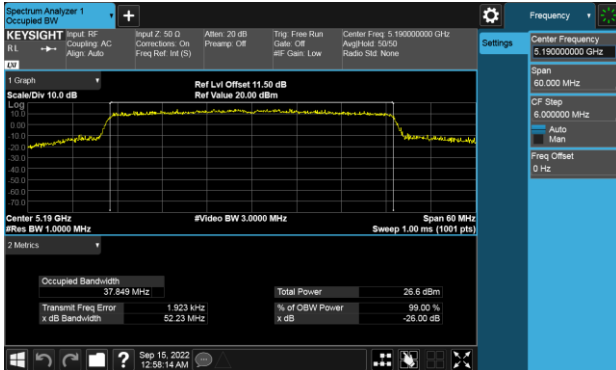 Spectrum Analyzer 1
Occupied BW
Frequency
KEYSIGHT Input: RF Input Z: 50 Ω Atten: 20 dB Trig: Free Run Center Freq: 5.190000000 GHz
RL Coupling: AC Corrections: On Preamp: Off Gate: Off Avg|Hold: 50/50
Align: Auto Freq Ref: Int (S) #IF Gain: Low Radio Std: None
LXI
Settings
Center Frequency
5.190000000 GHz
Span
60.000 MHz
CF Step
6.000000 MHz
Auto
Man
Freq Offset
0 Hz
1 Graph
Ref Lvl Offset 11.50 dB
Scale/Div 10.0 dB Ref Value 20.00 dBm
Log
10.0
0.00
-10.0
-20.0
-30.0
-40.0
-50.0
-60.0
-70.0
Center 5.19 GHz #Video BW 3.0000 MHz Span 60 MHz
#Res BW 1.0000 MHz Sweep 1.00 ms (1001 pts)
2 Metrics
Occupied Bandwidth
37.849 MHz Total Power 26.6 dBm
Transmit Freq Error 1.923 kHz % of OBW Power 99.00 %
x dB Bandwidth 52.23 MHz x dB -26.00 dB
? Sep 15, 2022
12:58:14 AM